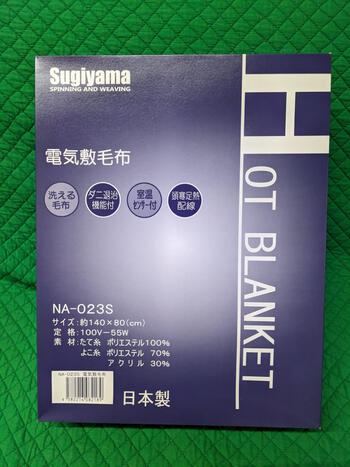 Sugiyama
SPINNING AND WEAVING
HOT BLANKET
電気敷毛布
洗える
毛布
ダニ退治
機能付
室温
センサー付
頭寒足熱
配線
NA-023S
サイズ:約140×80(cm)
定 格:100V-55W
素 材:たて糸 ポリエステル100%
よこ糸 ポリエステル 70%
アクリル 30%
NA-023S 電気敷毛布
日本製